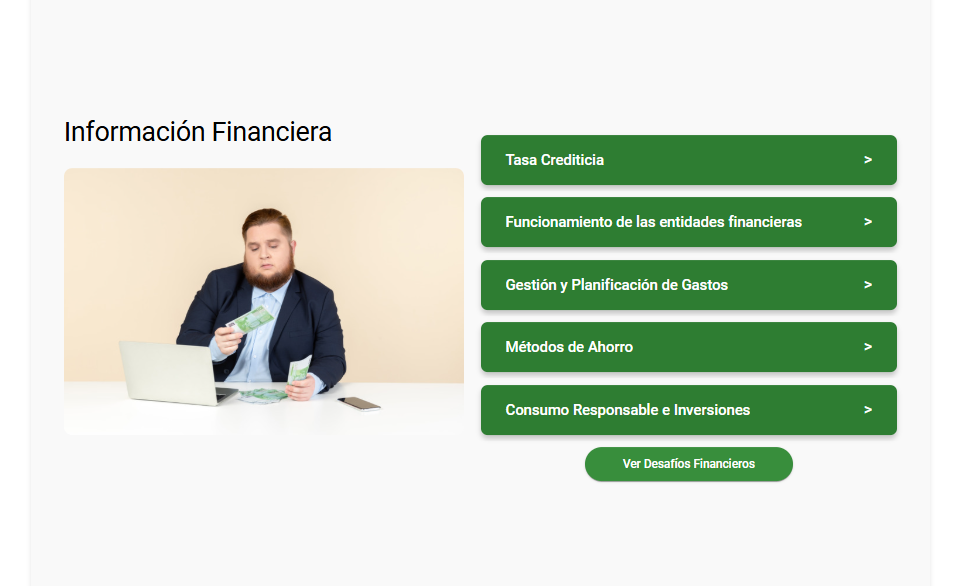 Información Financiera
Tasa Crediticia >
Funcionamiento de las entidades financieras >
Gestión y Planificación de Gastos >
Métodos de Ahorro >
Consumo Responsable e Inversiones >
Ver Desafíos Financieros